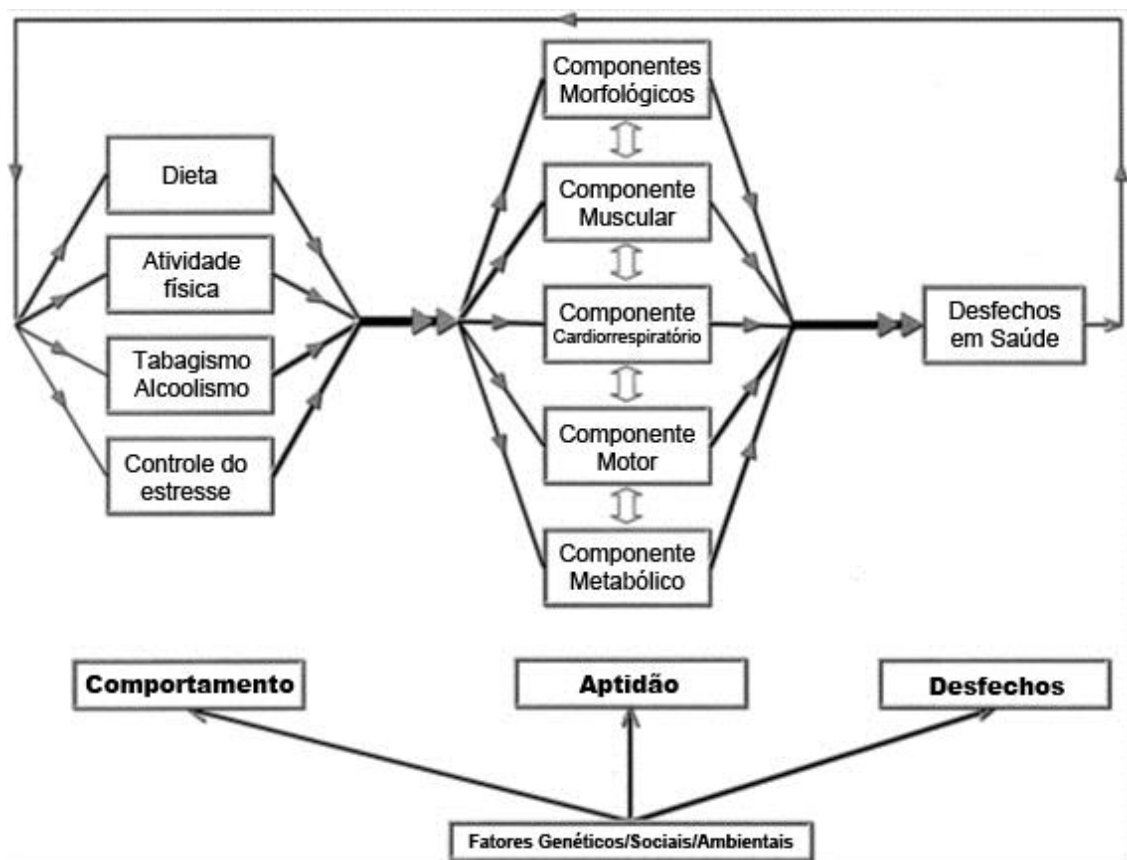 Componentes
Morfológicos
Dieta
Componente
Muscular
Atividade
física
Componente
Cardiorrespiratório
Desfechos
em Saúde
Tabagismo
Alcoolismo
Componente
Motor
Controle do
estresse
Componente
Metabólico
Comportamento
Aptidão
Desfechos
Fatores Genéticos/Sociais/Ambientais